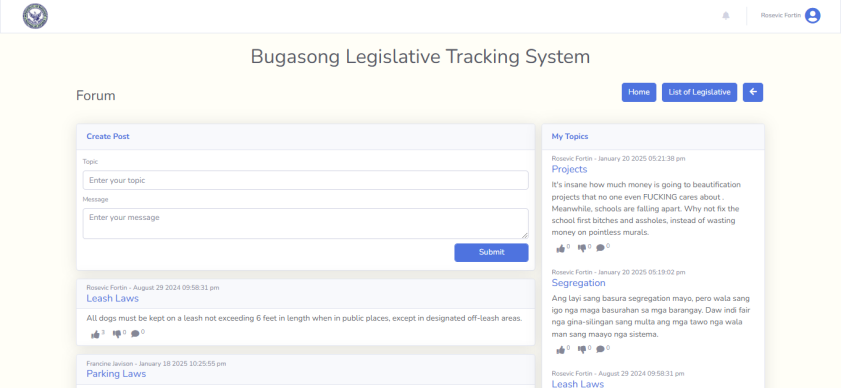 Rosevic Fortin
Bugasong Legislative Tracking System
Forum
Home
List of Legislative
Create Post
Topic
Enter your topic
Message
Enter your message
Submit
Rosevic Fortin - August 29 2024 09:58:31 pm
Leash Laws
All dogs must be kept on a leash not exceeding 6 feet in length when in public places, except in designated off-leash areas.
3 0 0
Francine Javison - January 18 2025 10:25:55 pm
Parking Laws
My Topics
Rosevic Fortin - January 20 2025 05:21:38 pm
Projects
It's insane how much money is going to beautification
projects that no one even FUCKING cares about .
Meanwhile, schools are falling apart. Why not fix the
school first bitches and assholes, instead of wasting
money on pointless murals.
0 0 0
Rosevic Fortin - January 20 2025 05:19:02 pm
Segregation
Ang layi sang basura segregation mayo, pero wala sang
igo nga maga basurahan sa mga barangay. Daw indi fair
nga gina-silingan sang multa ang mga tawo nga wala
man sang maayo nga sistema.
0 0 0
Rosevic Fortin - August 29 2024 09:58:31 pm
Leash Laws